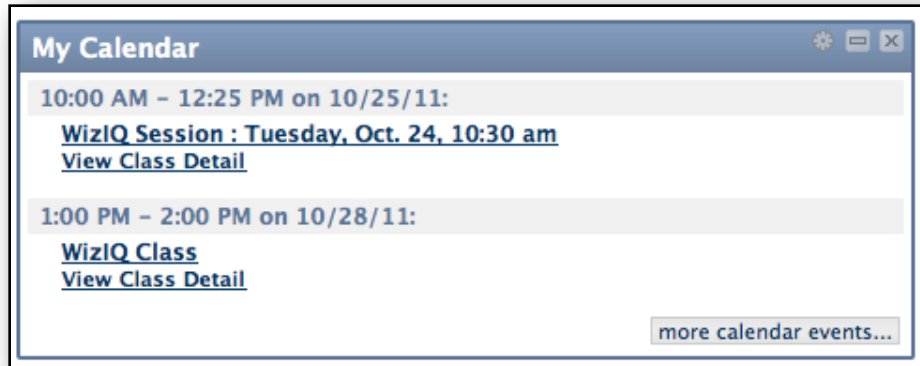 My Calendar
10:00 AM – 12:25 PM on 10/25/11:
WizIQ Session : Tuesday, Oct. 24, 10:30 am
View Class Detail
1:00 PM – 2:00 PM on 10/28/11:
WizIQ Class
View Class Detail
more calendar events...